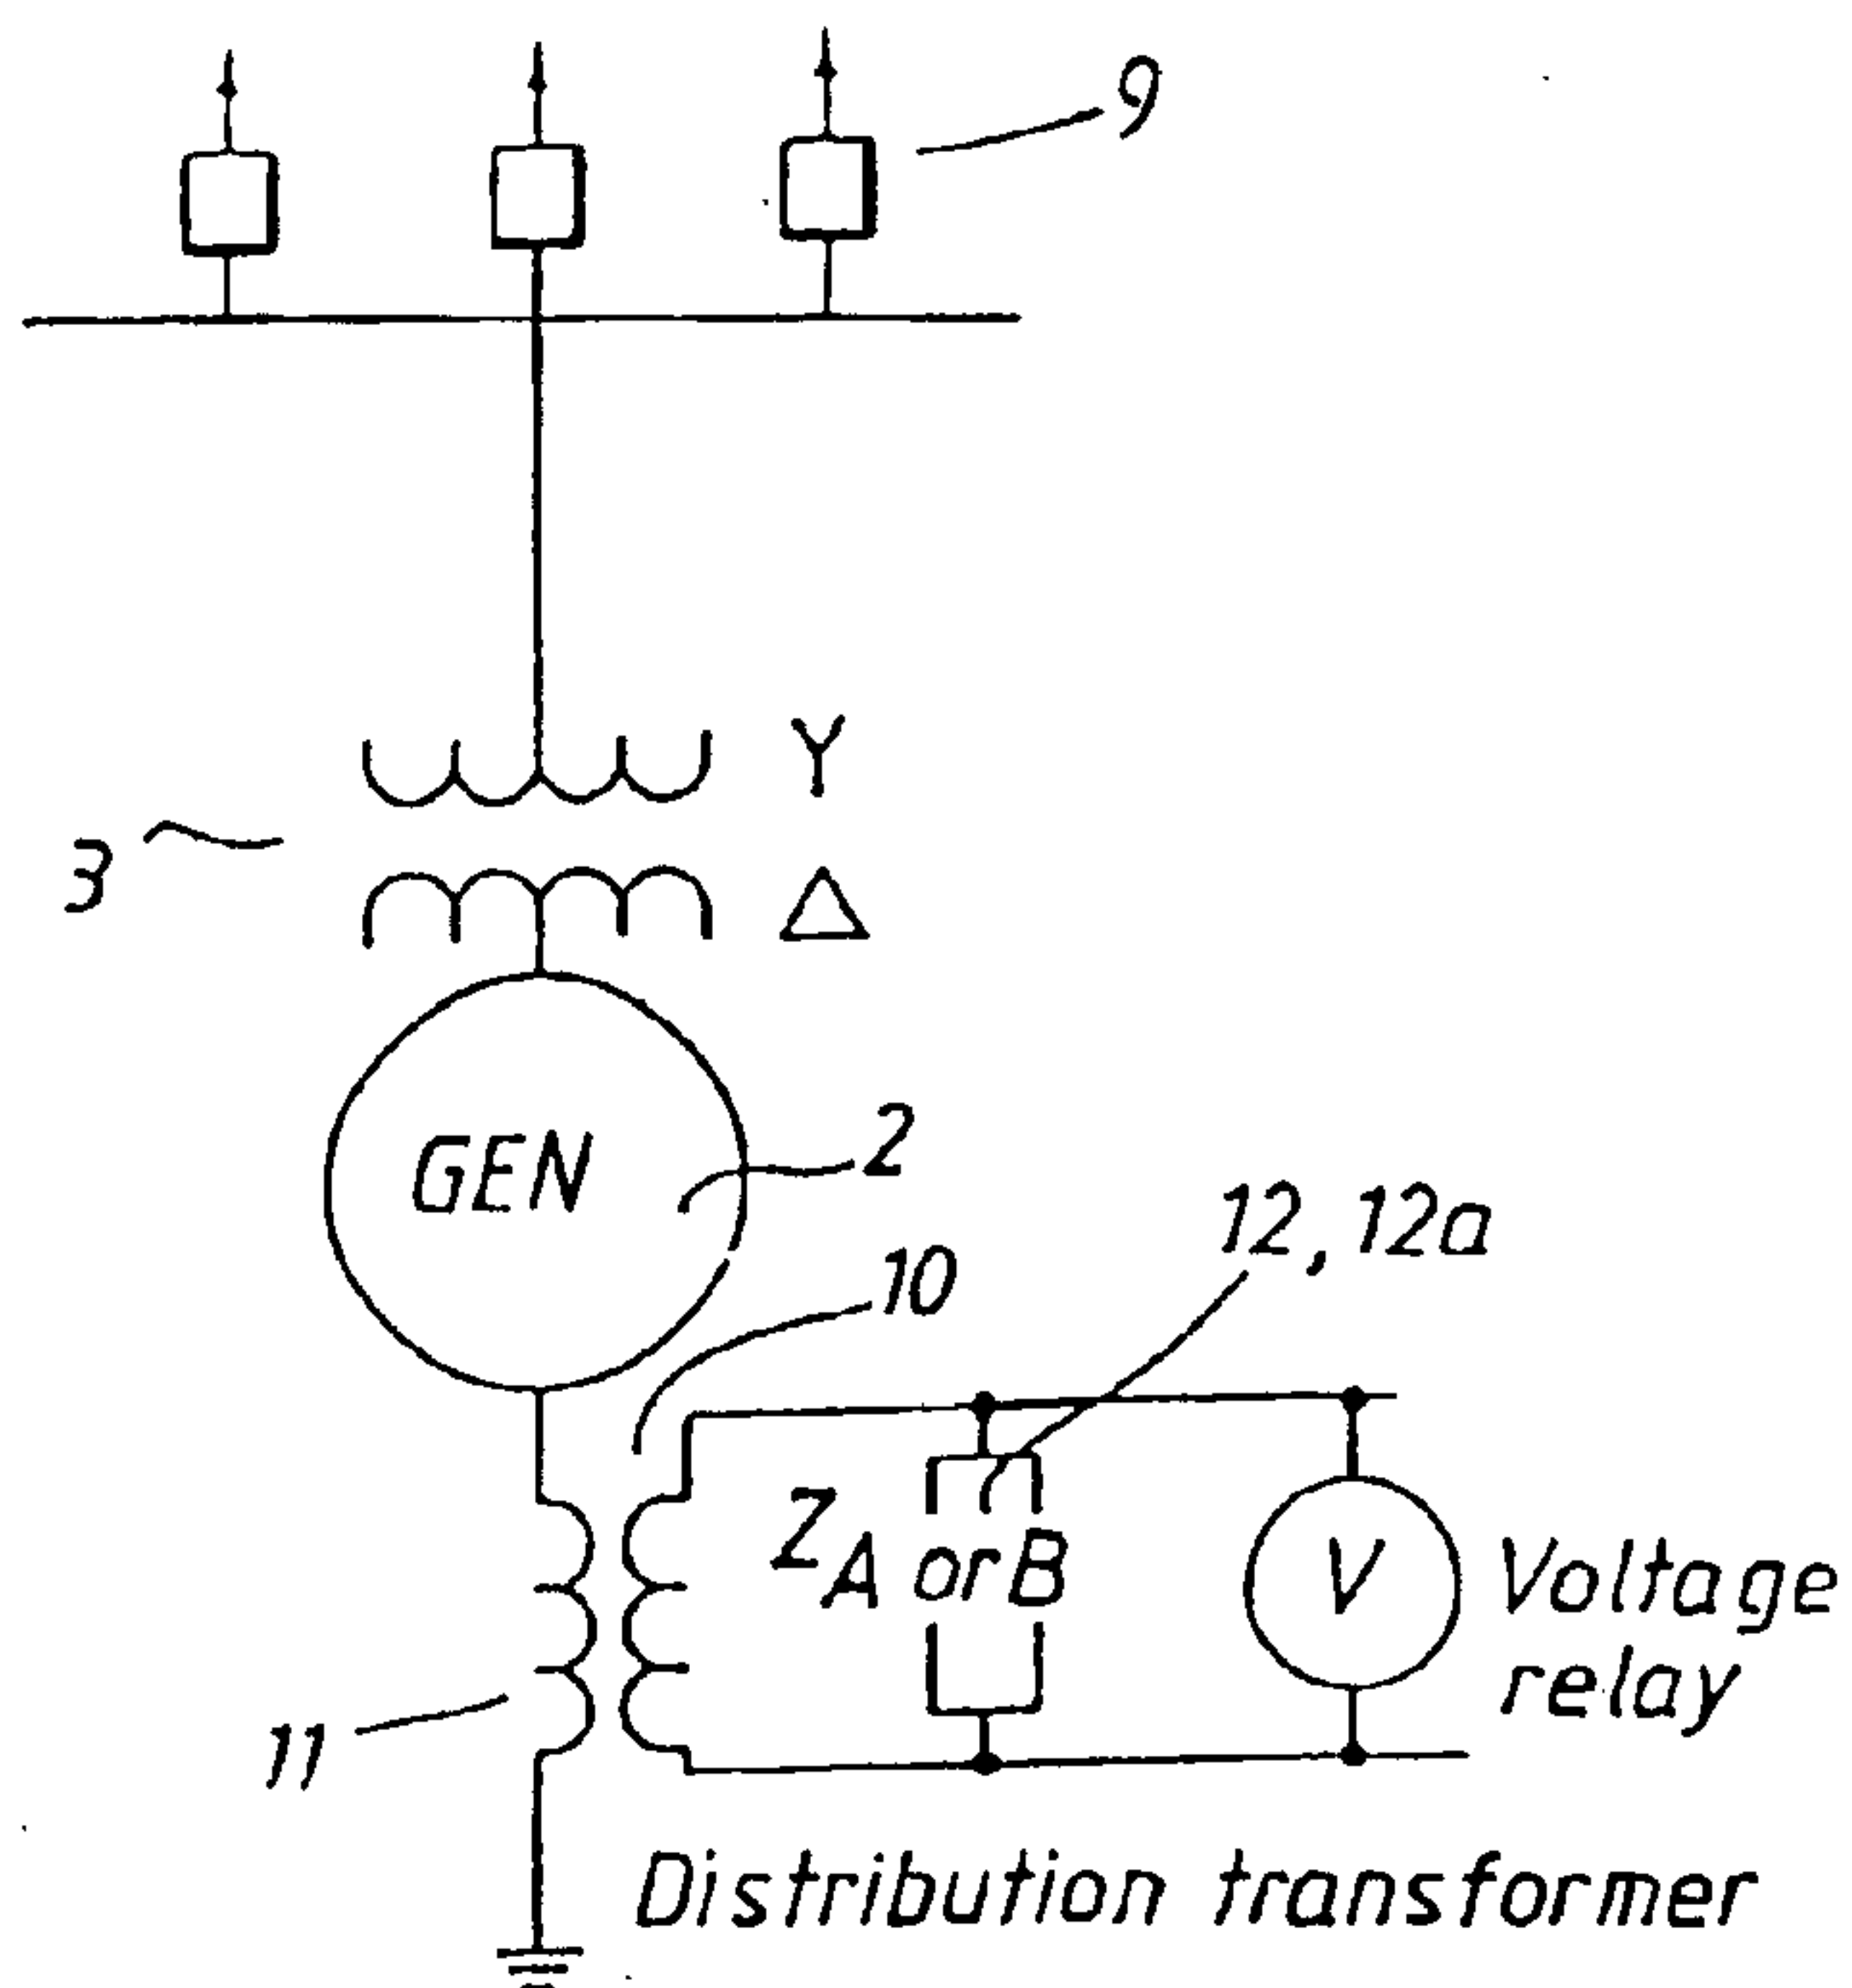 9
Y
3
Δ
GEN
2
12, 12a
10
Z A or B
V
Voltage
relay
11
Distribution transformer